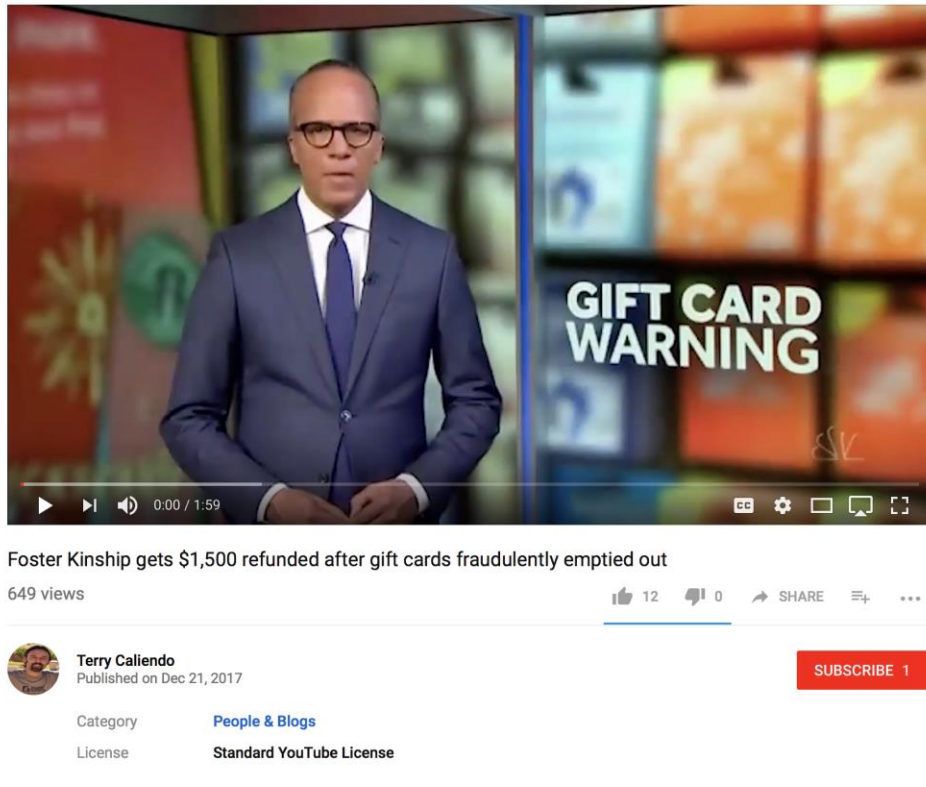 GIFT CARD
WARNING
0:00 / 1:59
CC
Foster Kinship gets $1,500 refunded after gift cards fraudulently emptied out
649 views
12
0
SHARE
Terry Caliendo
Published on Dec 21, 2017
SUBSCRIBE 1
Category
People & Blogs
License
Standard YouTube License